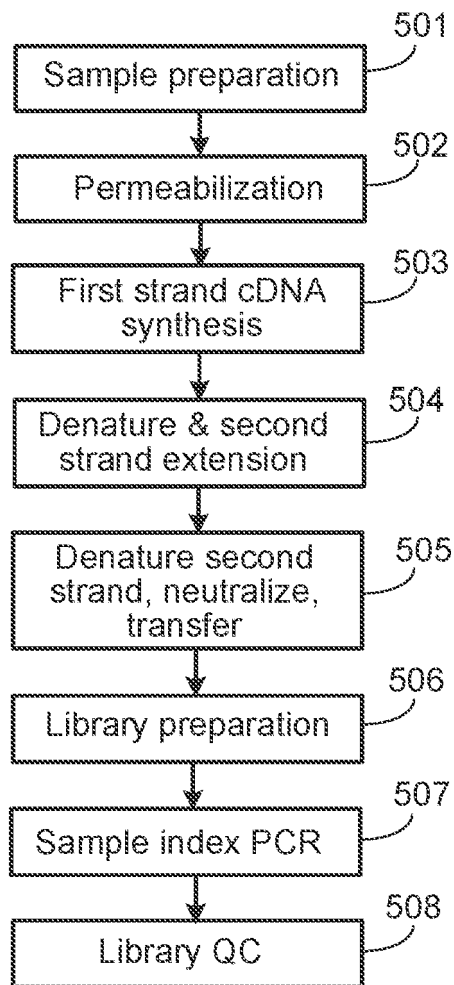 501
Sample preparation
502
Permeabilization
503
First strand cDNA
synthesis
504
Denature & second
strand extension
505
Denature second
strand, neutralize,
transfer
506
Library preparation
507
Sample index PCR
508
Library QC